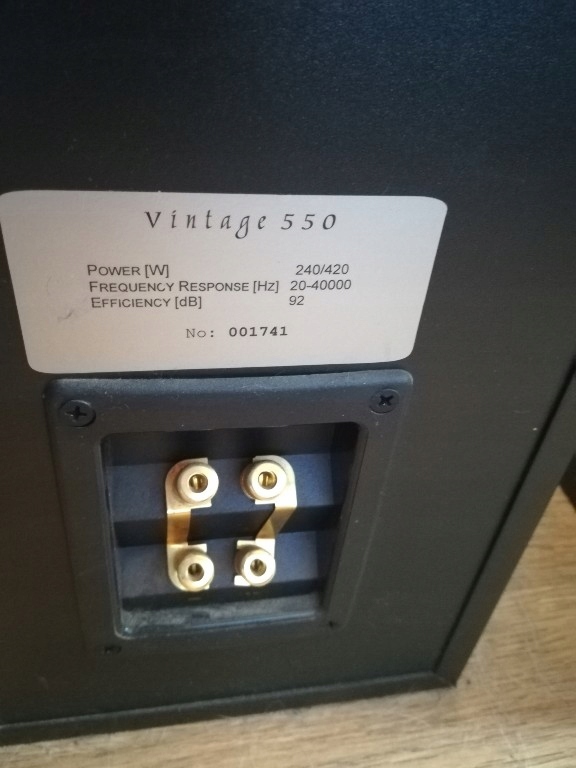 Vintage 550
POWER [W] 240/420
FREQUENCY RESPONSE [Hz] 20-40000
EFFICIENCY [dB] 92
No: 001741